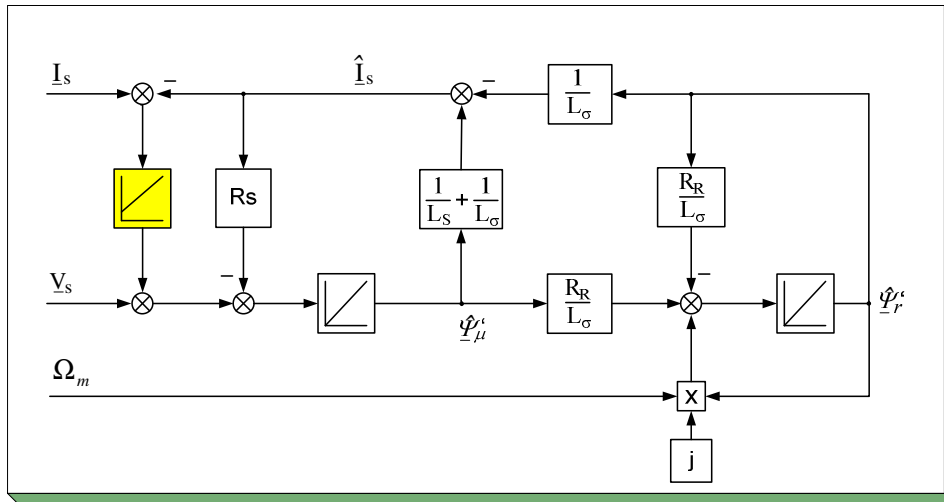 I̲s
−
Î̲s
−
1/Lσ
Rs
1/LS + 1/Lσ
RR/Lσ
V̲s
−
RR/Lσ
−
Ψ̲̂μ‘
Ψ̲̂r‘
Ωm
x
j